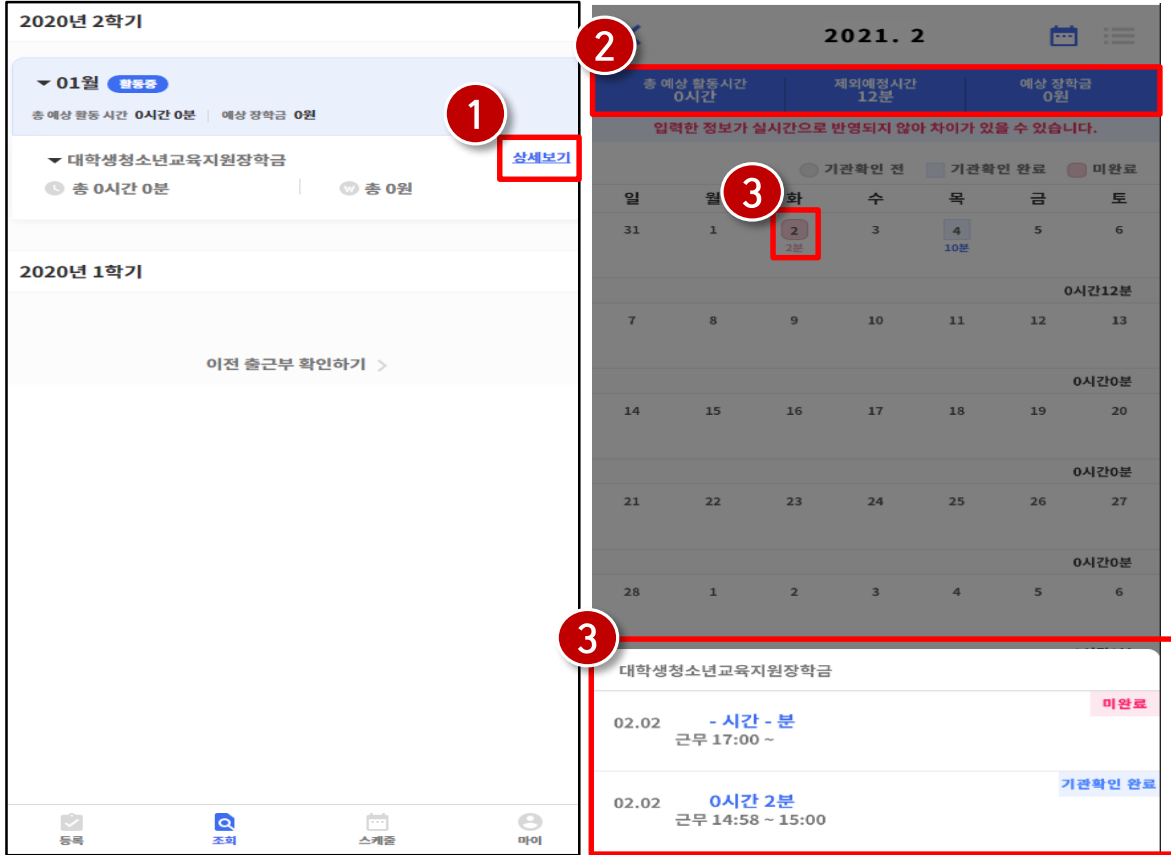 2020년 2학기
01월 활동중
총 예상 활동 시간 0시간 0분 예상 장학금 0원
1
대학생청소년교육지원장학금 상세보기
총 0시간 0분 총 0원
2020년 1학기
이전 출근부 확인하기 >
등록 조회 스케줄 마이
2
2021. 2
총 예상 활동시간 제외예정시간 예상 장학금
0시간 12분 0원
입력한 정보가 실시간으로 반영되지 않아 차이가 있을 수 있습니다.
기관확인 전 기관확인 완료 미완료
3
일 월 화 수 목 금 토
31 1 2 3 4 5 6
2분 10분
0시간12분
7 8 9 10 11 12 13
0시간0분
14 15 16 17 18 19 20
0시간0분
21 22 23 24 25 26 27
0시간0분
28 1 2 3 4 5 6
3
대학생청소년교육지원장학금
미완료
02.02 - 시간 - 분
근무 17:00 ~
기관확인 완료
02.02 0시간 2분
근무 14:58 ~ 15:00